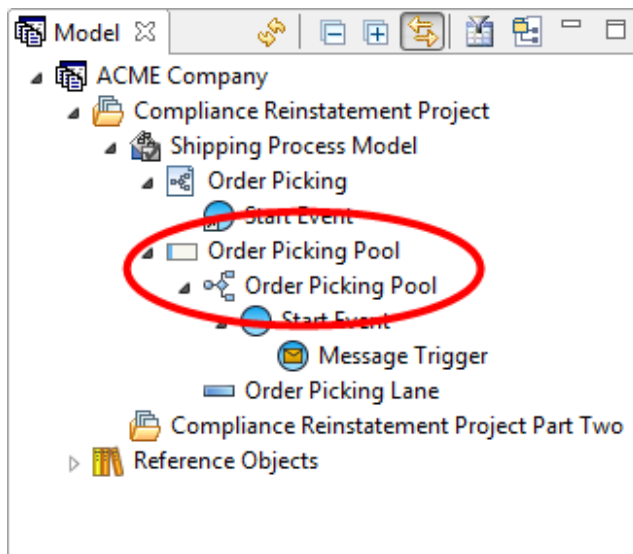 Model
ACME Company
Compliance Reinstatement Project
Shipping Process Model
Order Picking
Start Event
Order Picking Pool
Order Picking Pool
Start Event
Message Trigger
Order Picking Lane
Compliance Reinstatement Project Part Two
Reference Objects